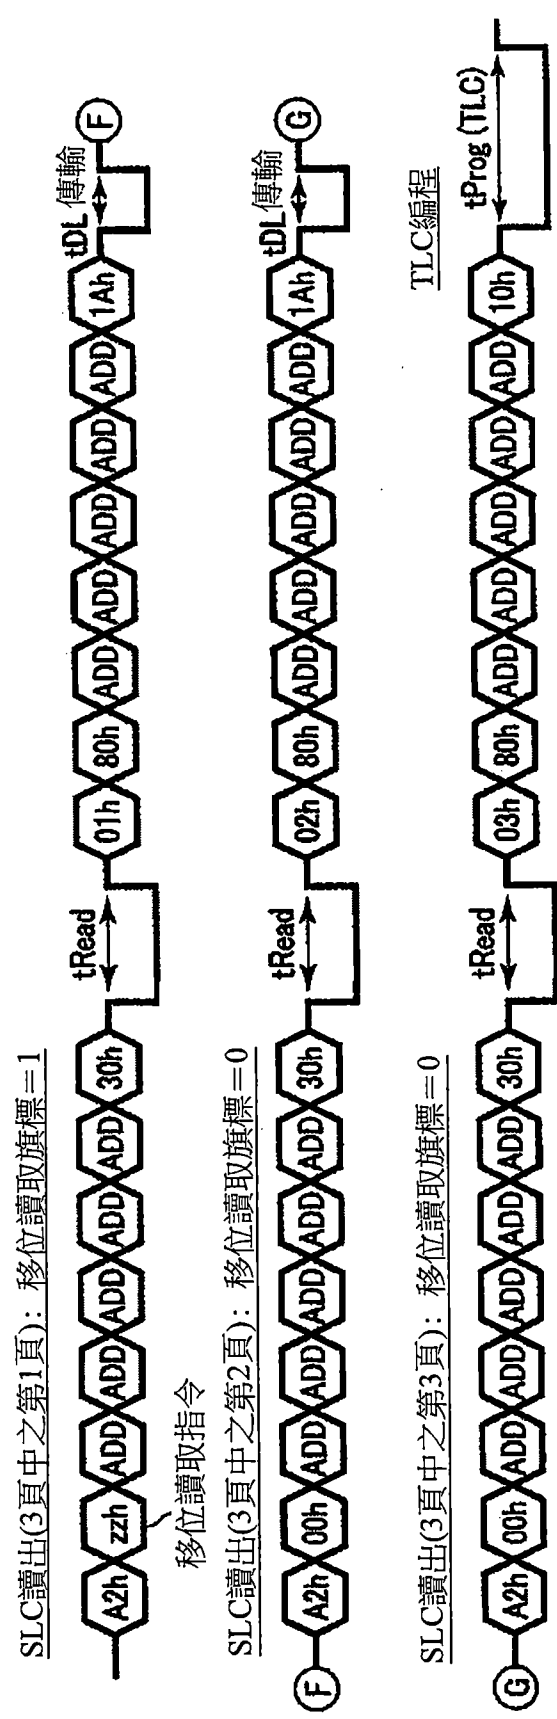 SLC讀出(3頁中之第1頁)：移位讀取旗標=1
A2h zzh ADD ADD ADD ADD ADD 30h tRead 01h 80h ADD ADD ADD ADD ADD 1Ah tDL傳輸 F
移位讀取指令
SLC讀出(3頁中之第2頁)：移位讀取旗標=0
F A2h 00h ADD ADD ADD ADD ADD 30h tRead 02h 80h ADD ADD ADD ADD ADD 1Ah tDL傳輸 G
SLC讀出(3頁中之第3頁)：移位讀取旗標=0
TLC編程
G A2h 00h ADD ADD ADD ADD ADD 30h tRead 03h 80h ADD ADD ADD ADD ADD 10h tProg (TLC)